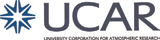 UCAR
UNIVERSITY CORPORATION FOR ATMOSPHERIC RESEARCH